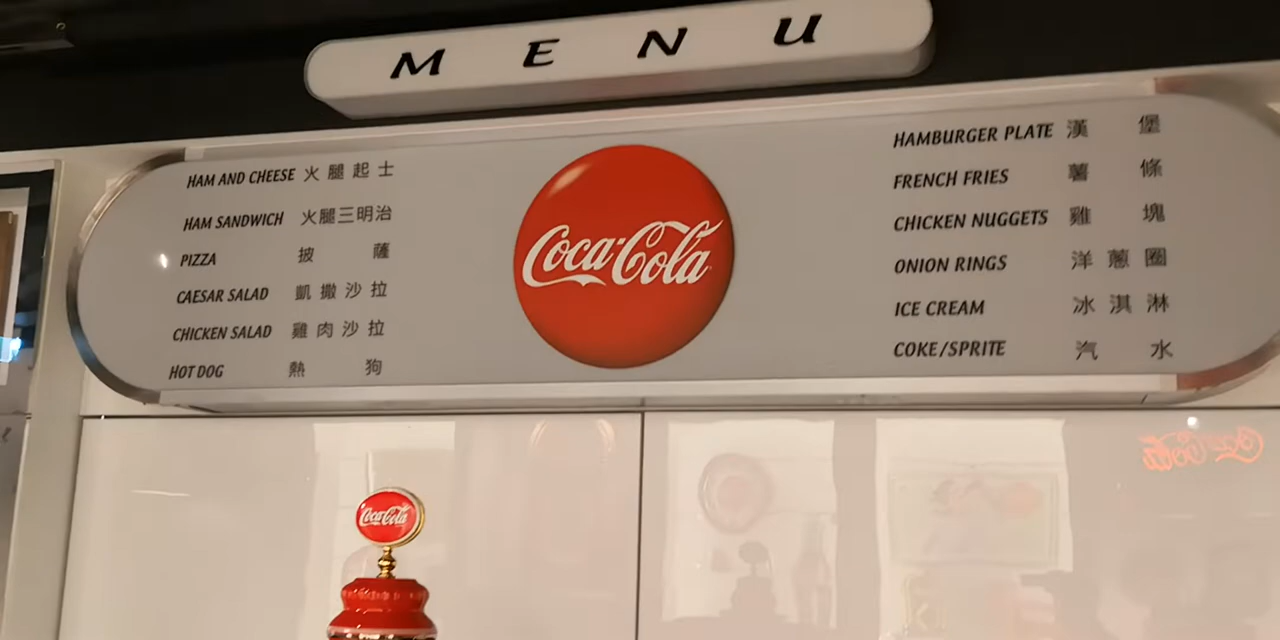 MENU
HAM AND CHEESE 火腿起士
HAM SANDWICH 火腿三明治
PIZZA 披薩
CAESAR SALAD 凱撒沙拉
CHICKEN SALAD 雞肉沙拉
HOT DOG 熱狗
Coca-Cola
HAMBURGER PLATE 漢堡
FRENCH FRIES 薯條
CHICKEN NUGGETS 雞塊
ONION RINGS 洋蔥圈
ICE CREAM 冰淇淋
COKE/SPRITE 汽水
Coca-Cola
Coca-Cola